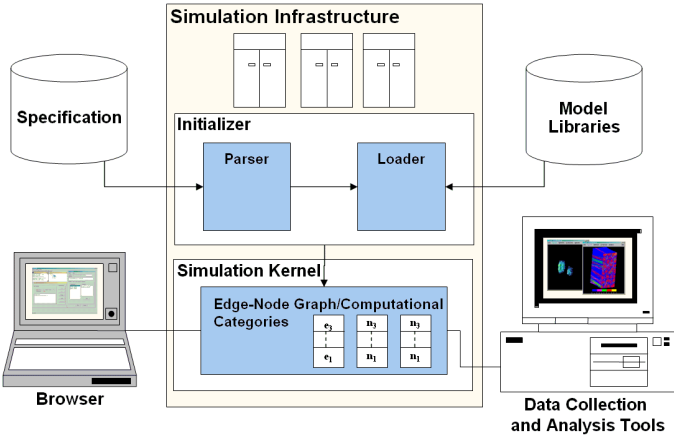 Simulation Infrastructure
Specification
Model
Libraries
Initializer
Parser
Loader
Simulation Kernel
Edge-Node Graph/Computational
Categories
e3 n3 n3
e1 n1 n1
Browser
Data Collection
and Analysis Tools